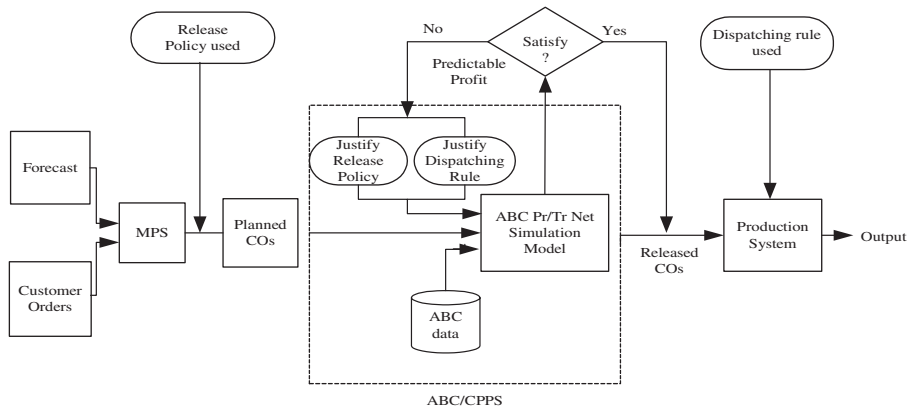 Release
Policy used
No
Satisfy
?
Yes
Dispatching rule
used
Predictable
Profit
Justify
Release
Policy
Justify
Dispatching
Rule
Forecast
MPS
Planned
COs
ABC Pr/Tr Net
Simulation
Model
Released
COs
Production
System
Output
Customer
Orders
ABC
data
ABC/CPPS